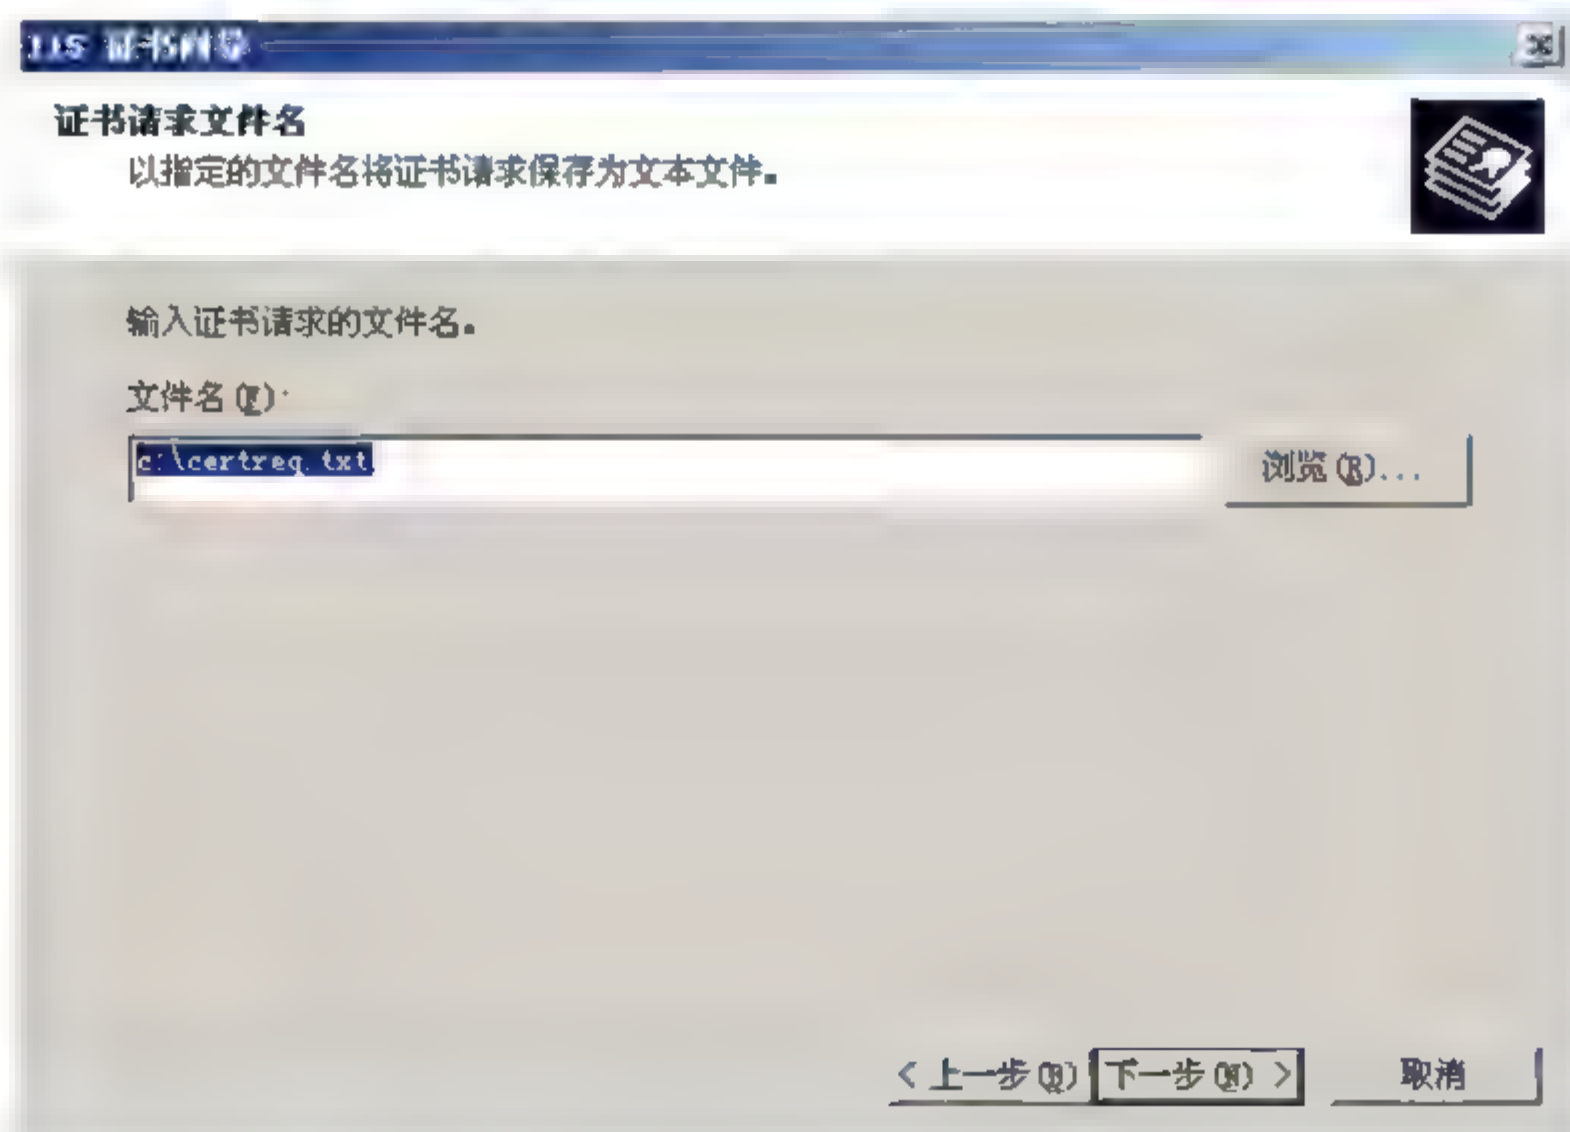 IIS 证书向导
证书请求文件名
以指定的文件名将证书请求保存为文本文件。
输入证书请求的文件名。
文件名(F):
c:\certreq.txt
浏览(R)...
< 上一步(B)
下一步(N) >
取消